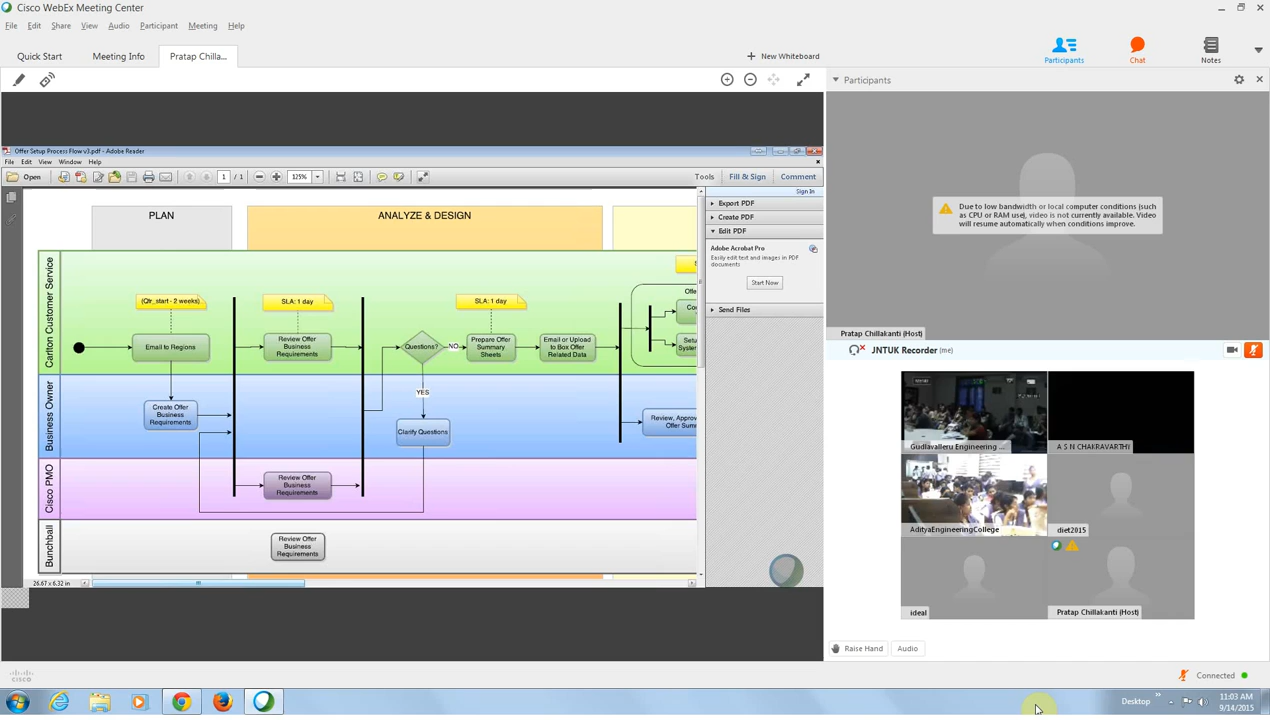 Cisco WebEx Meeting Center
File Edit Share View Audio Participant Meeting Help
Quick Start Meeting Info Pratap Chilla... New Whiteboard
Participants Chat Notes
Participants
Offer Setup Process Flow v3.pdf - Adobe Reader
File Edit View Window Help
Open 1 / 1 125% Tools Fill & Sign Comment
Sign In
Export PDF
Create PDF
Edit PDF
Adobe Acrobat Pro
Easily edit text and images in PDF
documents
Start Now
Send Files
PLAN
ANALYZE & DESIGN
Carlton Customer Service
(Qtr_start - 2 weeks)
SLA: 1 day
SLA: 1 day
Email to Regions
Review Offer
Business
Requirements
Questions?
NO
Prepare Offer
Summary
Sheets
Email or Upload
to Box Offer
Related Data
YES
Business Owner
Create Offer
Business
Requirements
Clarify Questions
Review, Approv
Offer Summ
Cisco PMO
Review Offer
Business
Requirements
Bunchball
Review Offer
Business
Requirements
26.67 x 6.32 in
Due to low bandwidth or local computer conditions (such
as CPU or RAM use), video is not currently available. Video
will resume automatically when conditions improve.
Pratap Chillakanti (Host)
JNTUK Recorder (me)
Gudlavalleru Engineering ...
A S N CHAKRAVARTHY
AdityaEngineeringCollege
diet2015
ideal
Pratap Chillakanti (Host)
Raise Hand Audio
cisco
Connected
Desktop
11:03 AM
9/14/2015